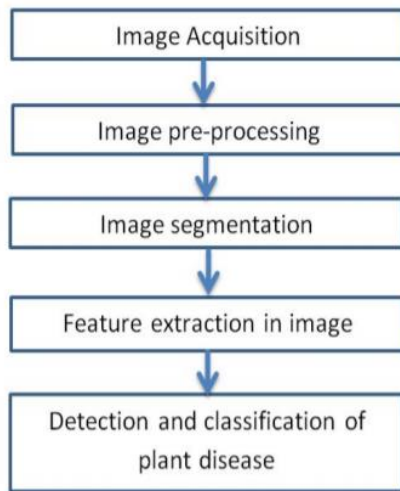 Image Acquisition
Image pre-processing
Image segmentation
Feature extraction in image
Detection and classification of
plant disease